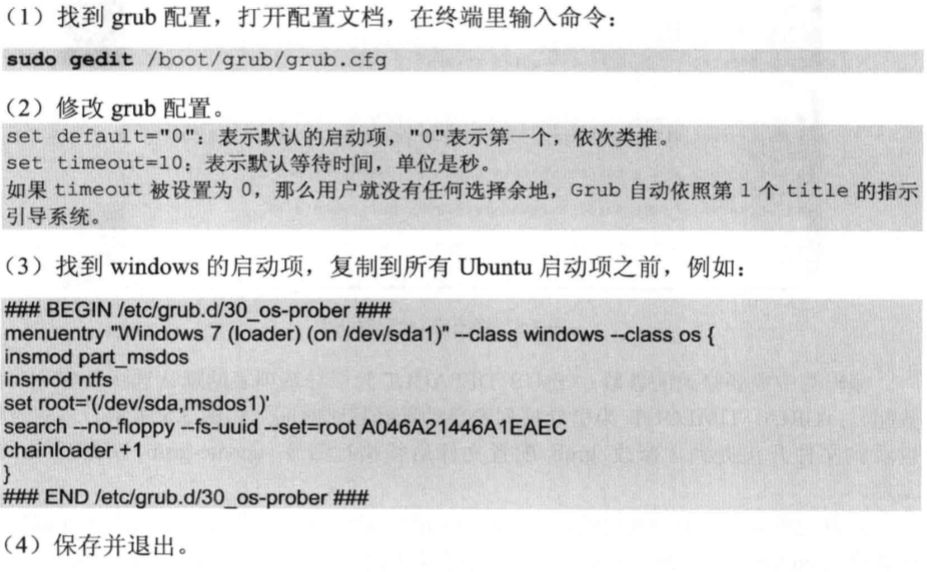 （1）找到 grub 配置，打开配置文档，在终端里输入命令：
sudo gedit /boot/grub/grub.cfg
（2）修改 grub 配置。
set default="0"：表示默认的启动项，"0"表示第一个，依次类推。
set timeout=10：表示默认等待时间，单位是秒。
如果 timeout 被设置为 0，那么用户就没有任何选择余地，Grub 自动依照第 1 个 title 的指示
引导系统。
（3）找到 windows 的启动项，复制到所有 Ubuntu 启动项之前，例如：
### BEGIN /etc/grub.d/30_os-prober ###
menuentry "Windows 7 (loader) (on /dev/sda1)" --class windows --class os {
insmod part_msdos
insmod ntfs
set root='(/dev/sda,msdos1)'
search --no-floppy --fs-uuid --set=root A046A21446A1EAEC
chainloader +1
}
### END /etc/grub.d/30_os-prober ###
（4）保存并退出。